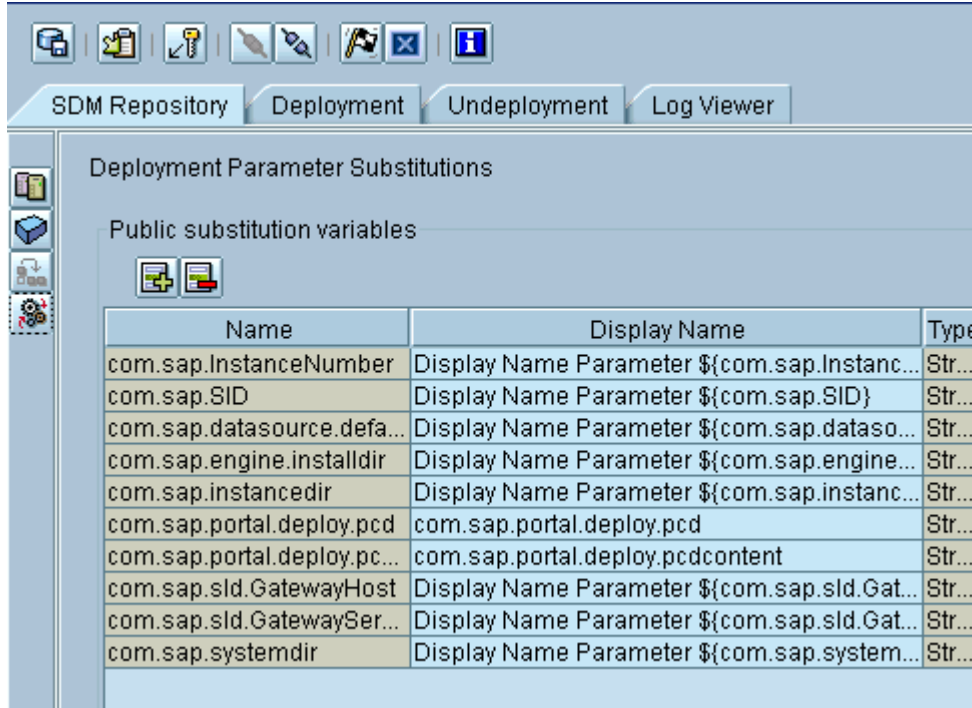 SDM Repository Deployment Undeployment Log Viewer
Deployment Parameter Substitutions
Public substitution variables
Name Display Name Type
com.sap.InstanceNumber Display Name Parameter ${com.sap.Instanc... Str...
com.sap.SID Display Name Parameter ${com.sap.SID} Str...
com.sap.datasource.defa... Display Name Parameter ${com.sap.dataso... Str...
com.sap.engine.installdir Display Name Parameter ${com.sap.engine... Str...
com.sap.instancedir Display Name Parameter ${com.sap.instanc... Str...
com.sap.portal.deploy.pcd com.sap.portal.deploy.pcd Str...
com.sap.portal.deploy.pc... com.sap.portal.deploy.pcdcontent Str...
com.sap.sld.GatewayHost Display Name Parameter ${com.sap.sld.Gat... Str...
com.sap.sld.GatewaySer... Display Name Parameter ${com.sap.sld.Gat... Str...
com.sap.systemdir Display Name Parameter ${com.sap.system... Str...